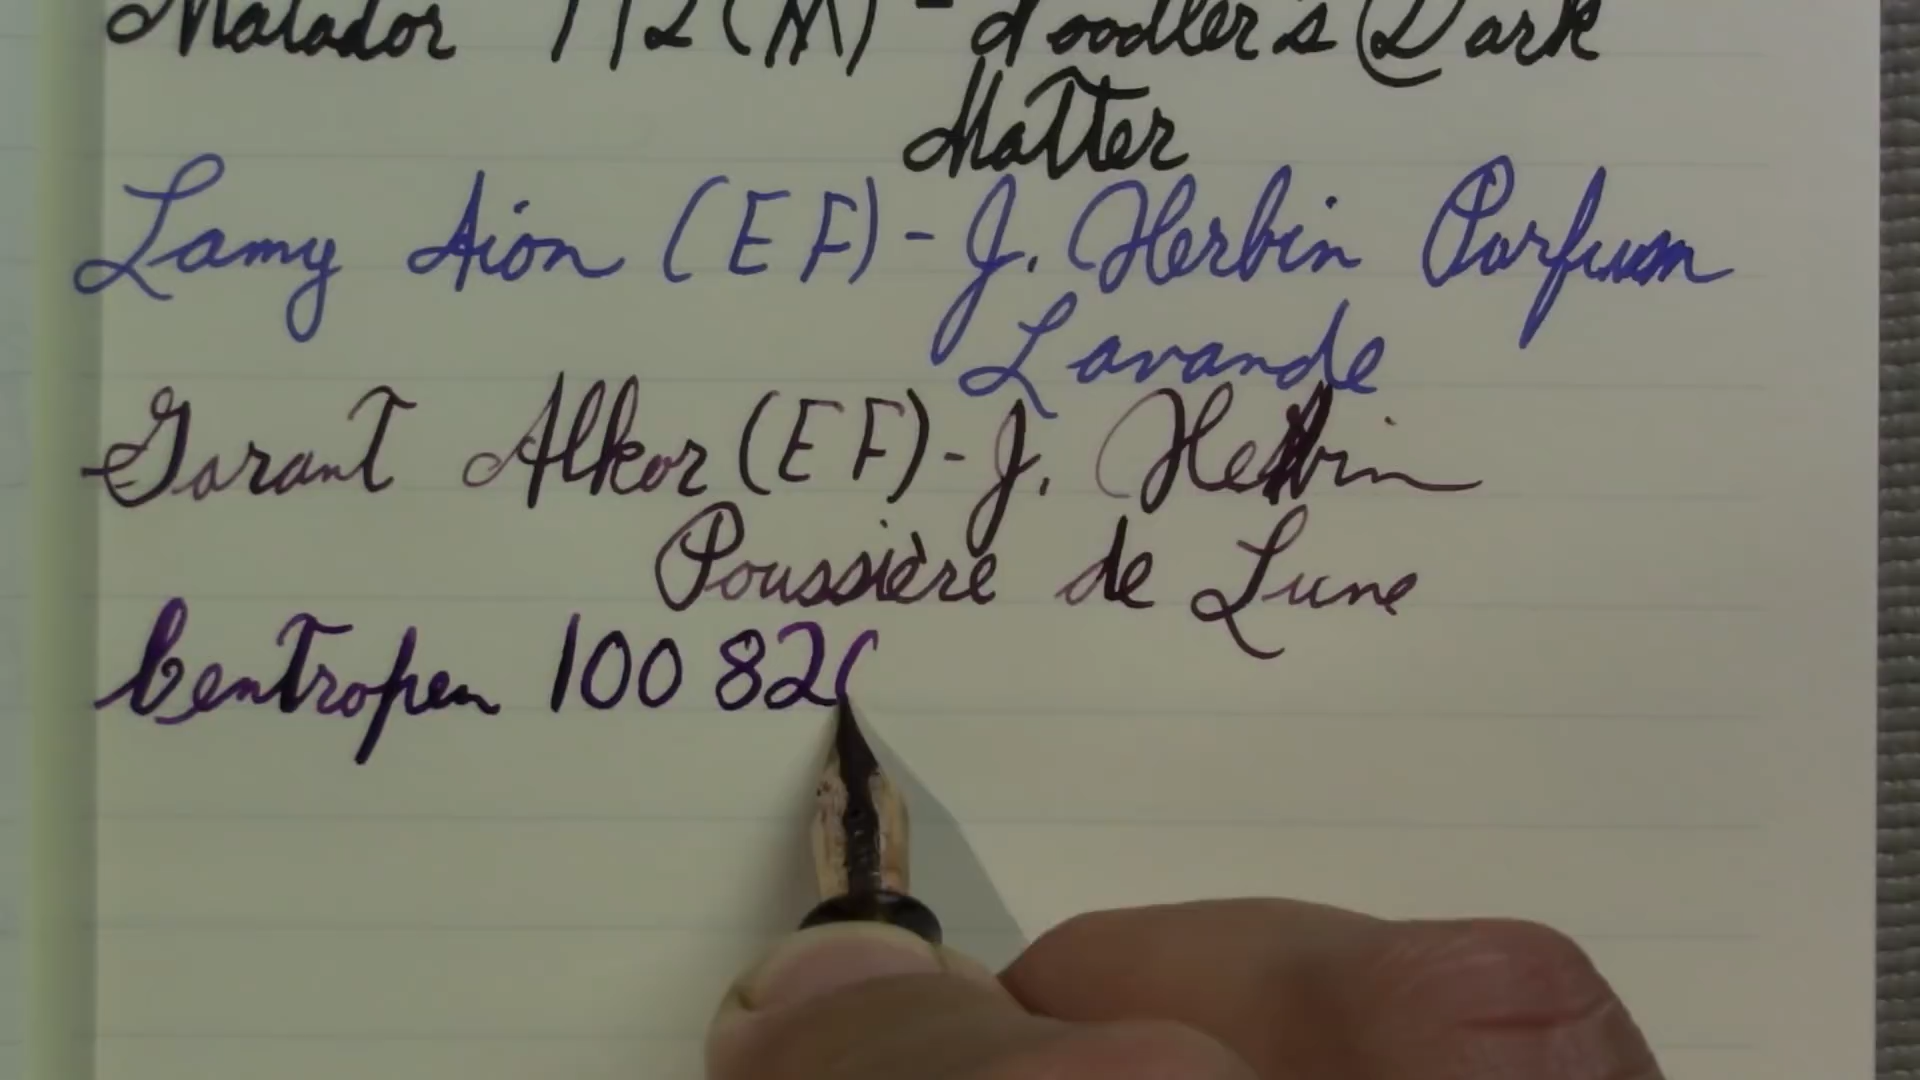 Matador 112 (M) - Noodler's Dark
Matter
Lamy Aion (EF) - J. Herbin Parfum
Lavande
Garant Alkor (EF) - J. Herbin
Poussière de Lune
Centropen 100 82